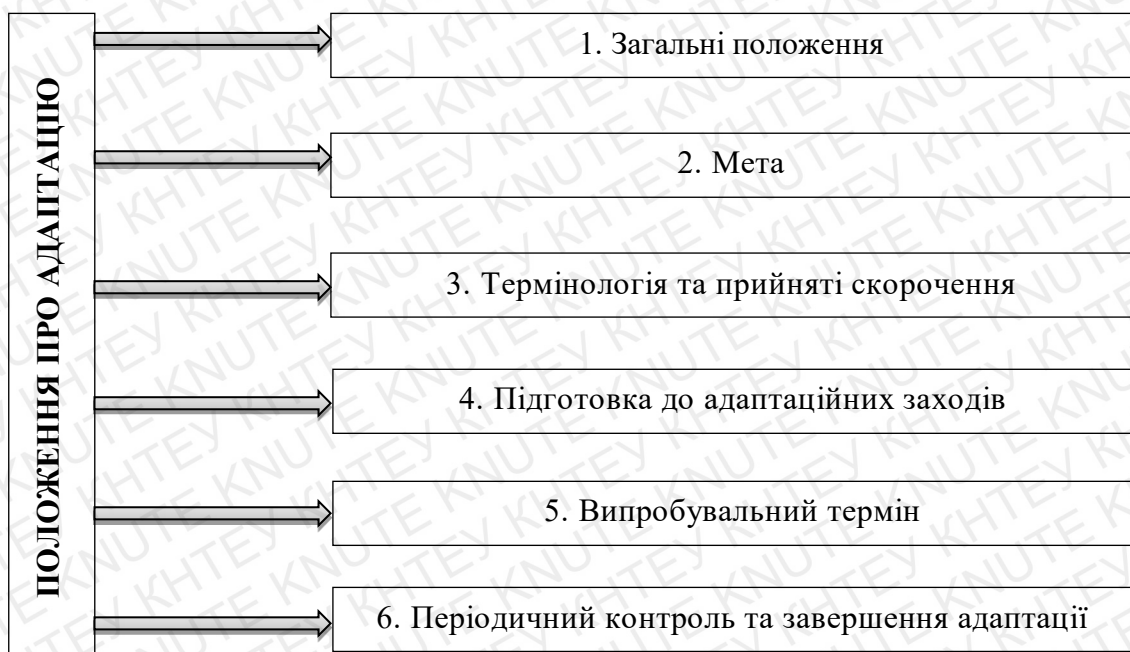 ПОЛОЖЕННЯ ПРО АДАПТАЦІЮ
1. Загальні положення
2. Мета
3. Термінологія та прийняті скорочення
4. Підготовка до адаптаційних заходів
5. Випробувальний термін
6. Періодичний контроль та завершення адаптації